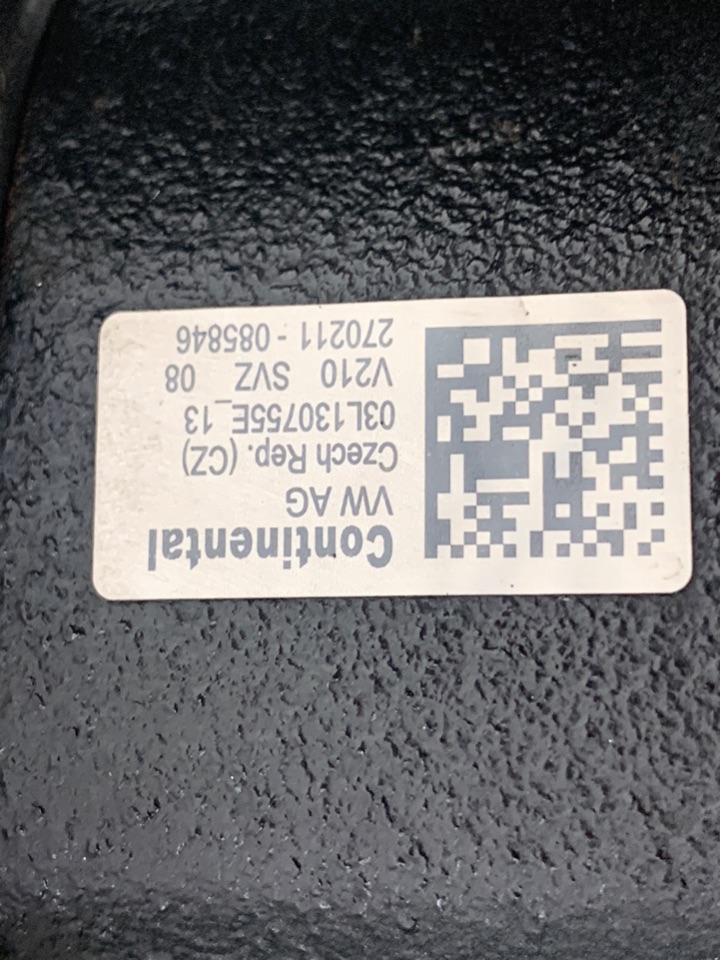 Continental
VW AG
Czech Rep. (CZ)
03L130755E_13
V210 SVZ 08
270211 - 085846